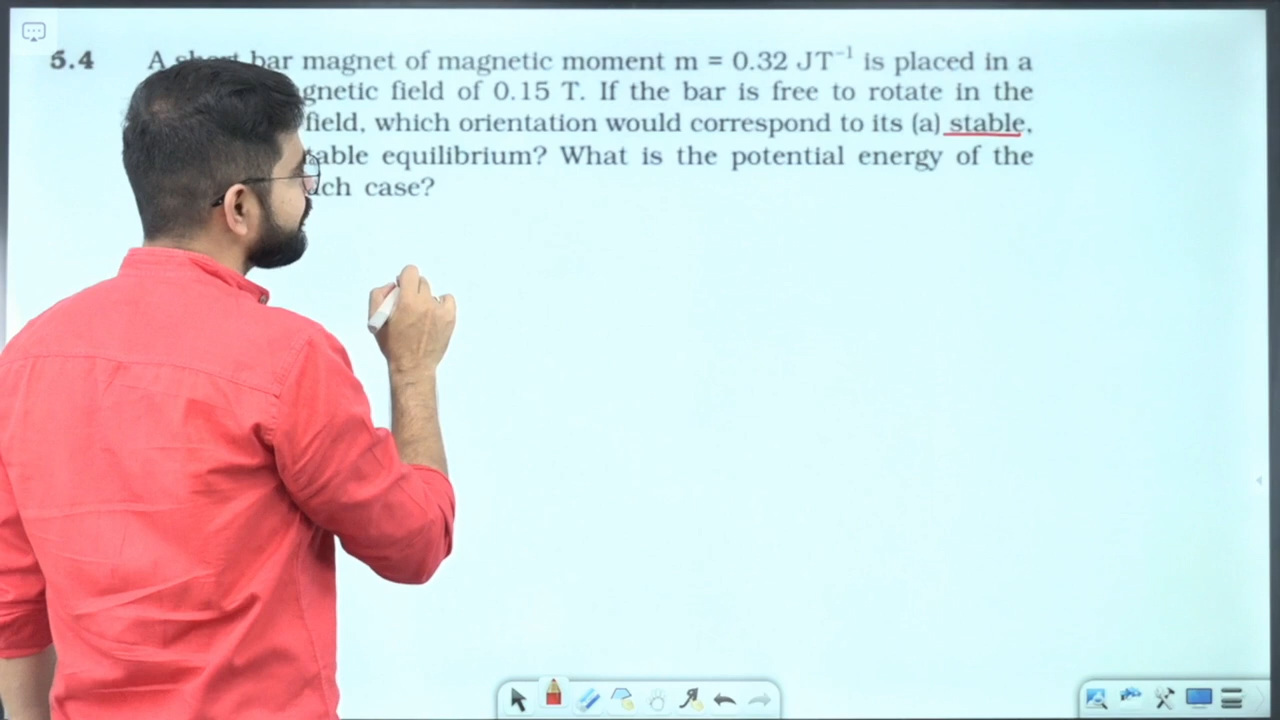 5.4 A short bar magnet of magnetic moment m = 0.32 JT⁻¹ is placed in a
gnetic field of 0.15 T. If the bar is free to rotate in the
field, which orientation would correspond to its (a) stable,
table equilibrium? What is the potential energy of the
ch case?